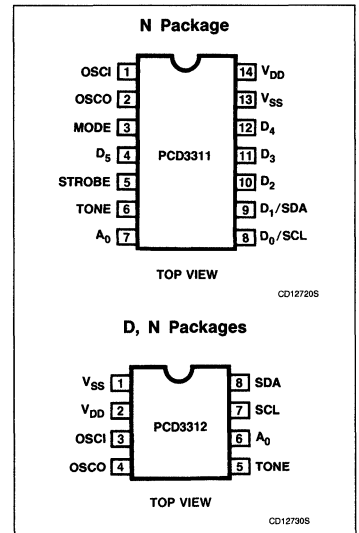 N Package
OSCI 1 14 VDD
OSCO 2 13 VSS
MODE 3 12 D4
D5 4 PCD3311 11 D3
STROBE 5 10 D2
TONE 6 9 D1/SDA
A0 7 8 D0/SCL
TOP VIEW
CD12720S
D, N Packages
VSS 1 8 SDA
VDD 2 7 SCL
PCD3312
OSCI 3 6 A0
OSCO 4 5 TONE
TOP VIEW
CD12730S